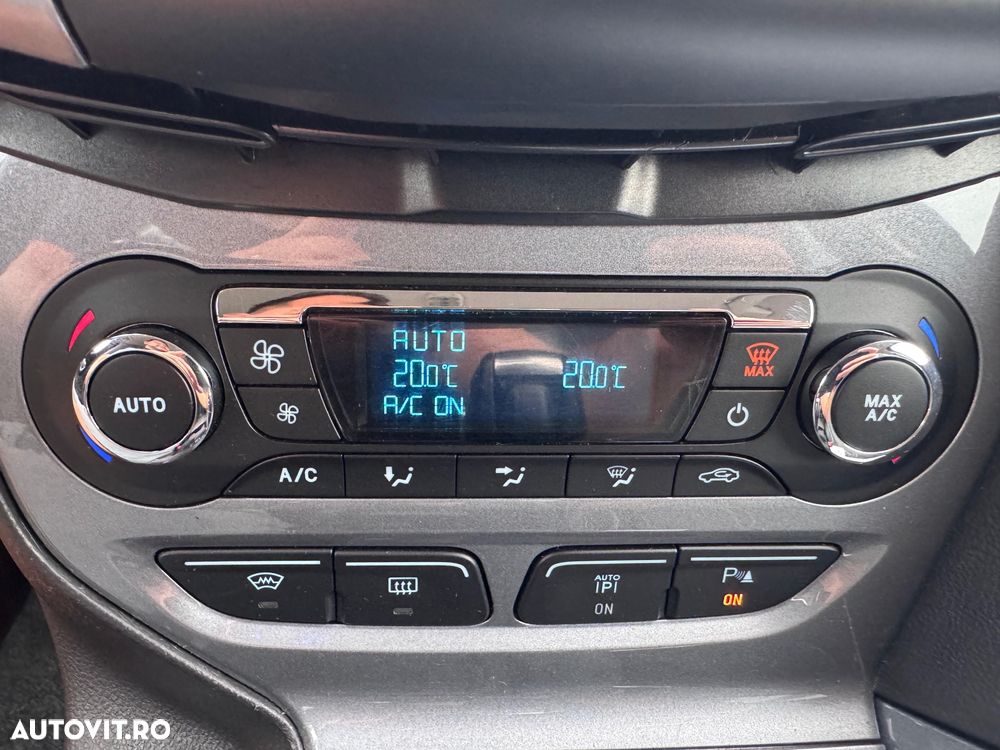 AUTO
20.0°C 20.0°C
A/C ON
AUTO
MAX
MAX
A/C
A/C
AUTO
P
ON
P
ON
AUTOVIT.RO